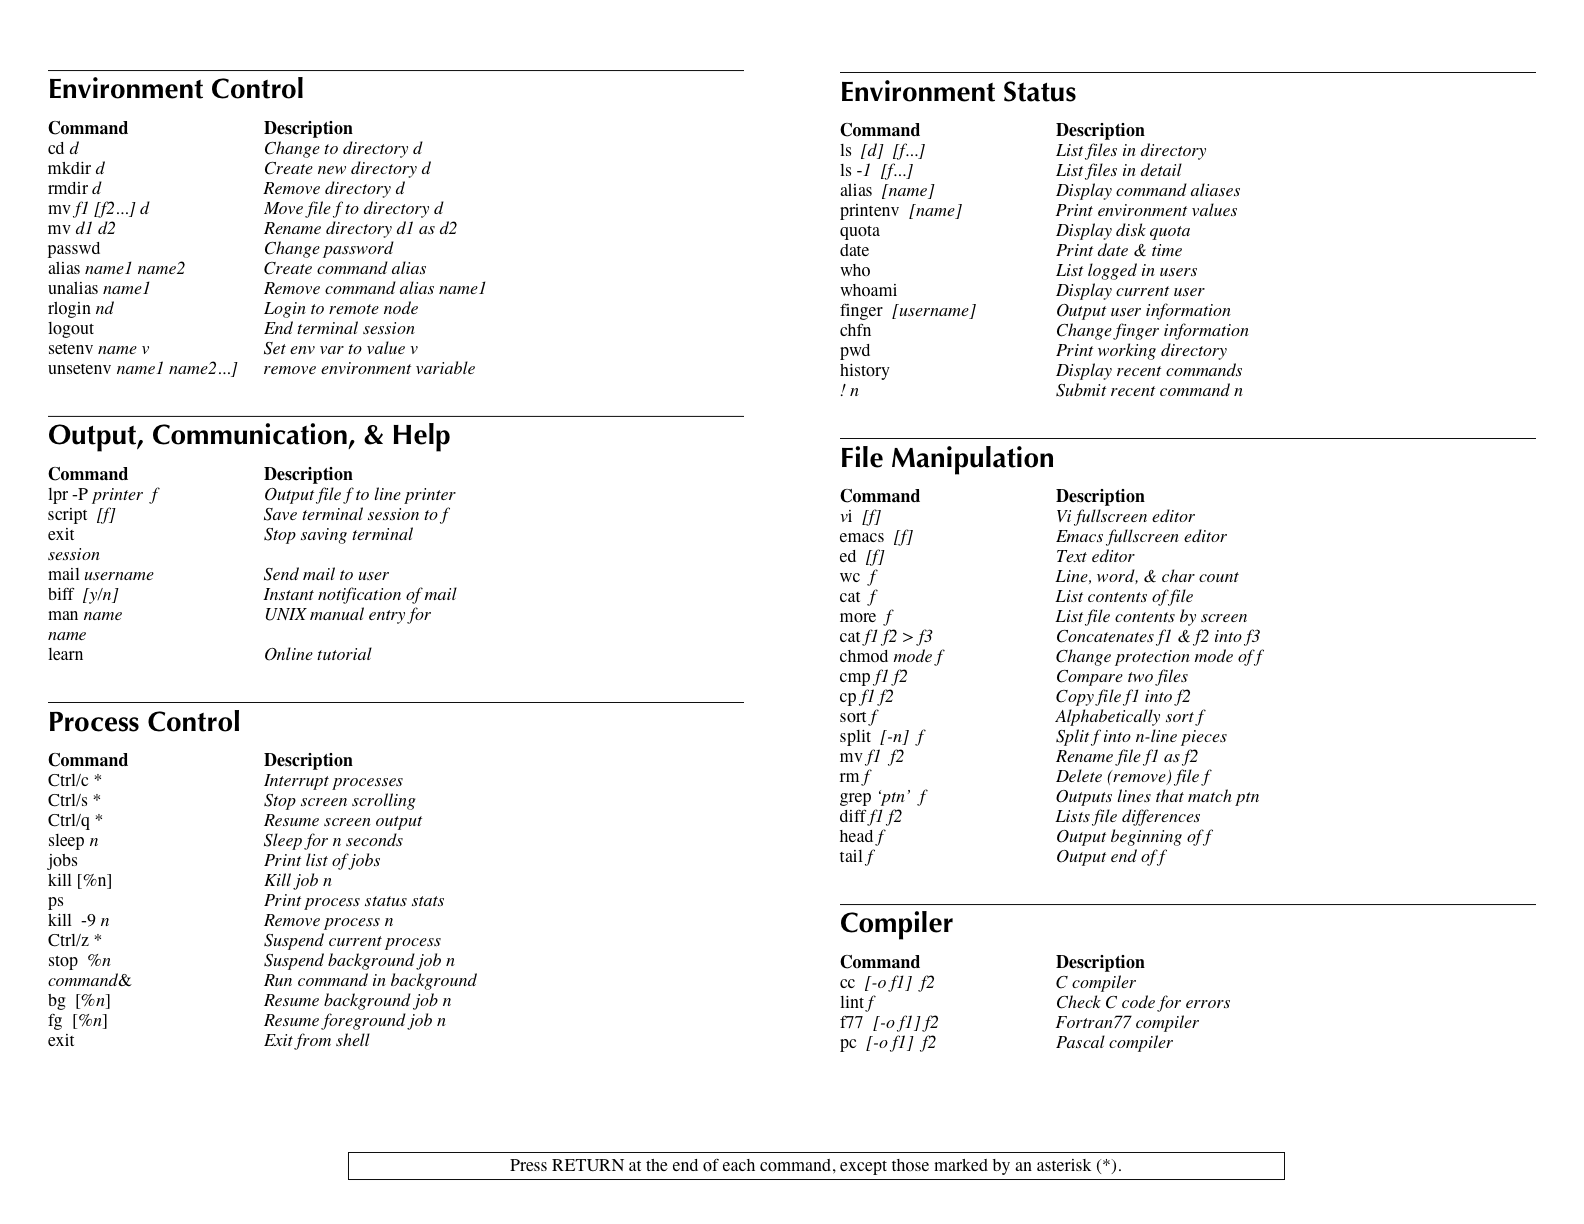 Environment Control
Command Description
cd d Change to directory d
mkdir d Create new directory d
rmdir d Remove directory d
mv f1 [f2...] d Move file f to directory d
mv d1 d2 Rename directory d1 as d2
passwd Change password
alias name1 name2 Create command alias
unalias name1 Remove command alias name1
rlogin nd Login to remote node
logout End terminal session
setenv name v Set env var to value v
unsetenv name1 name2...] remove environment variable
Output, Communication, & Help
Command Description
lpr -P printer f Output file f to line printer
script [f] Save terminal session to f
exit Stop saving terminal
session
mail username Send mail to user
biff [y/n] Instant notification of mail
man name UNIX manual entry for
name
learn Online tutorial
Process Control
Command Description
Ctrl/c * Interrupt processes
Ctrl/s * Stop screen scrolling
Ctrl/q * Resume screen output
sleep n Sleep for n seconds
jobs Print list of jobs
kill [%n] Kill job n
ps Print process status stats
kill -9 n Remove process n
Ctrl/z * Suspend current process
stop %n Suspend background job n
command& Run command in background
bg [%n] Resume background job n
fg [%n] Resume foreground job n
exit Exit from shell
Environment Status
Command Description
ls [d] [f...] List files in directory
ls -1 [f...] List files in detail
alias [name] Display command aliases
printenv [name] Print environment values
quota Display disk quota
date Print date & time
who List logged in users
whoami Display current user
finger [username] Output user information
chfn Change finger information
pwd Print working directory
history Display recent commands
! n Submit recent command n
File Manipulation
Command Description
vi [f] Vi fullscreen editor
emacs [f] Emacs fullscreen editor
ed [f] Text editor
wc f Line, word, & char count
cat f List contents of file
more f List file contents by screen
cat f1 f2 > f3 Concatenates f1 & f2 into f3
chmod mode f Change protection mode of f
cmp f1 f2 Compare two files
cp f1 f2 Copy file f1 into f2
sort f Alphabetically sort f
split [-n] f Split f into n-line pieces
mv f1 f2 Rename file f1 as f2
rm f Delete (remove) file f
grep ‘ptn’ f Outputs lines that match ptn
diff f1 f2 Lists file differences
head f Output beginning of f
tail f Output end of f
Compiler
Command Description
cc [-o f1] f2 C compiler
lint f Check C code for errors
f77 [-o f1] f2 Fortran77 compiler
pc [-o f1] f2 Pascal compiler
Press RETURN at the end of each command, except those marked by an asterisk (*).